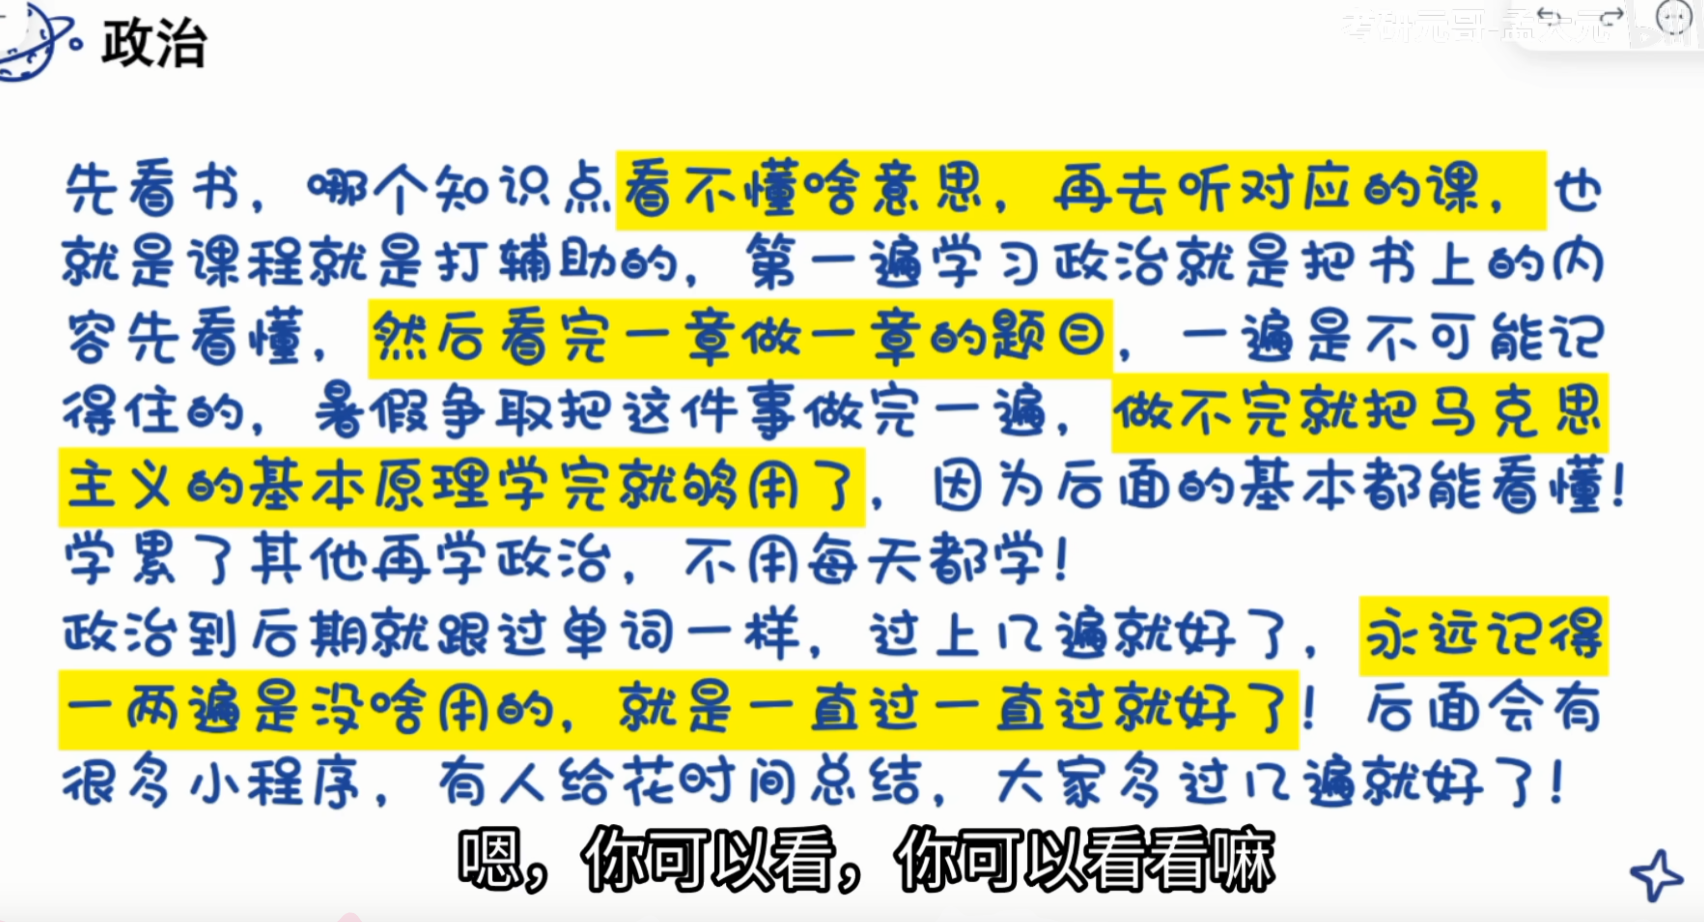 政治
考研元哥-孟大元
先看书，哪个知识点看不懂啥意思，再去听对应的课，也
就是课程就是打辅助的，第一遍学习政治就是把书上的内
容先看懂，然后看完一章做一章的题目，一遍是不可能记
得住的，暑假争取把这件事做完一遍，做不完就把马克思
主义的基本原理学完就够用了，因为后面的基本都能看懂！
学累了其他再学政治，不用每天都学！
政治到后期就跟过单词一样，过上几遍就好了，永远记得
一两遍是没啥用的，就是一直过一直过就好了！后面会有
很多小程序，有人给花时间总结，大家多过几遍就好了！
嗯，你可以看，你可以看看嘛